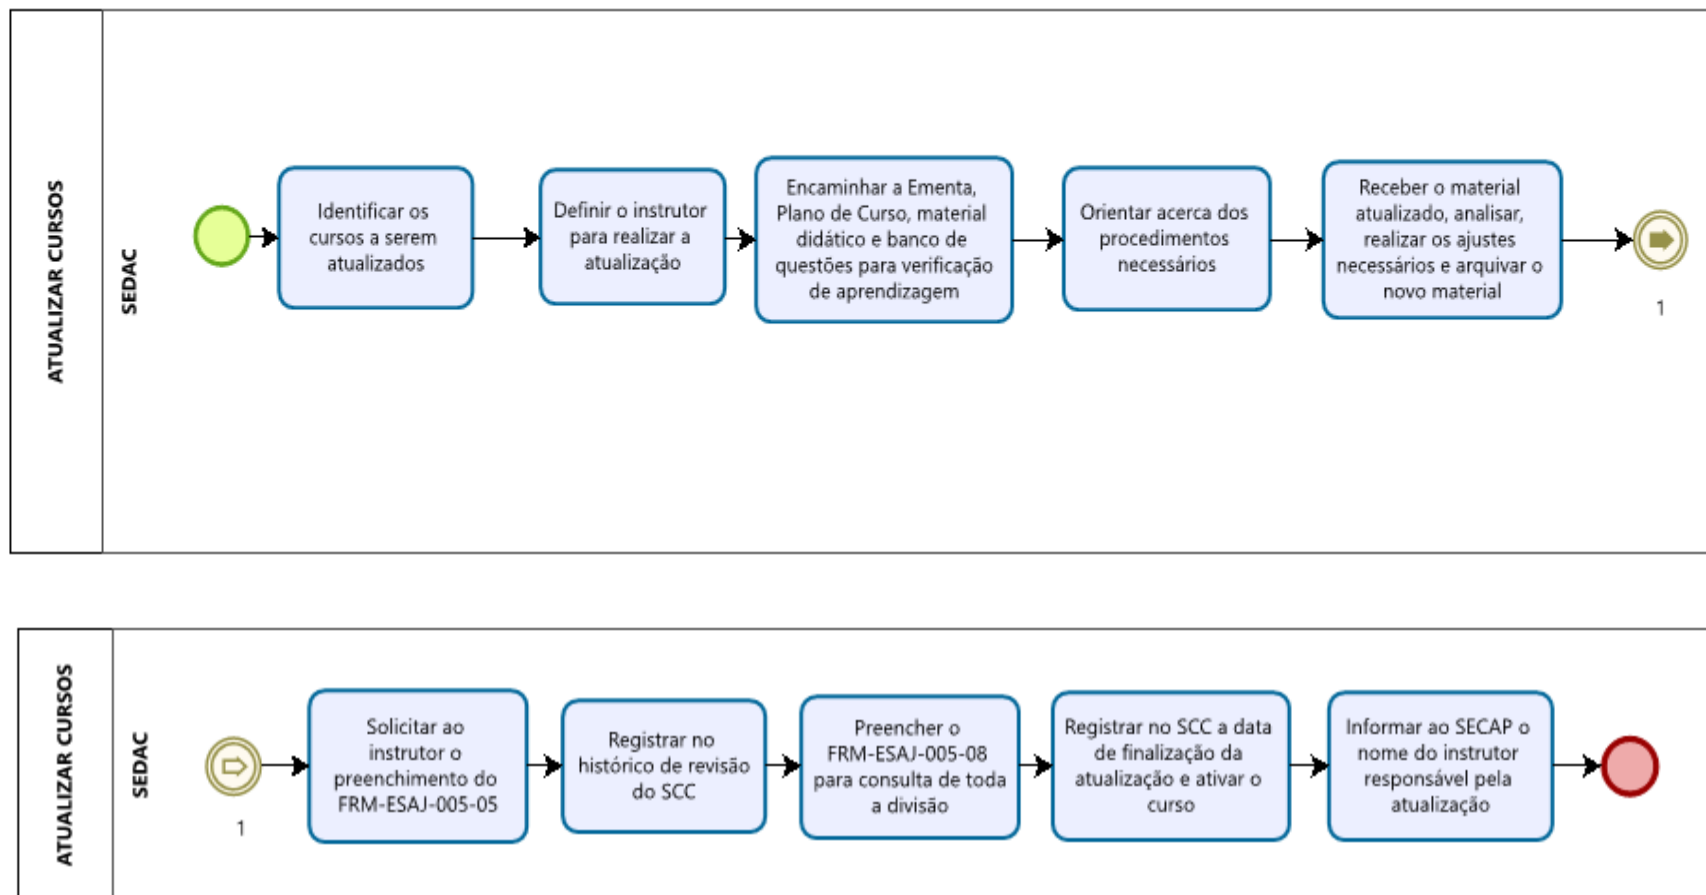 ATUALIZAR CURSOS
SEDAC
Identificar os
cursos a serem
atualizados
Definir o instrutor
para realizar a
atualização
Encaminhar a Ementa,
Plano de Curso, material
didático e banco de
questões para verificação
de aprendizagem
Orientar acerca dos
procedimentos
necessários
Receber o material
atualizado, analisar,
realizar os ajustes
necessários e arquivar o
novo material
1
ATUALIZAR CURSOS
SEDAC
1
Solicitar ao
instrutor o
preenchimento do
FRM-ESAJ-005-05
Registrar no
histórico de revisão
do SCC
Preencher o
FRM-ESAJ-005-08
para consulta de toda
a divisão
Registrar no SCC a data
de finalização da
atualização e ativar o
curso
Informar ao SECAP o
nome do instrutor
responsável pela
atualização